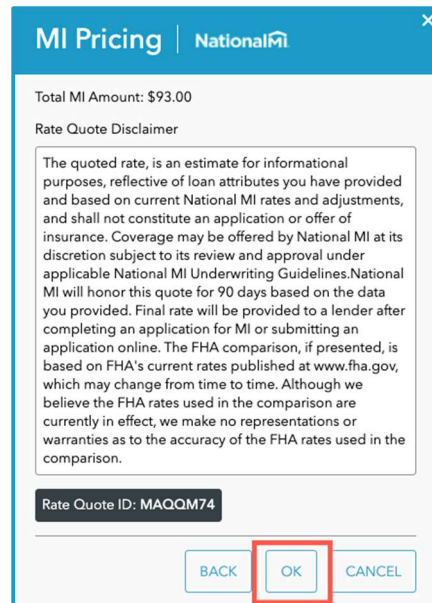 MI Pricing | NationalMI
Total MI Amount: $93.00
Rate Quote Disclaimer
The quoted rate, is an estimate for informational
purposes, reflective of loan attributes you have provided
and based on current National MI rates and adjustments,
and shall not constitute an application or offer of
insurance. Coverage may be offered by National MI at its
discretion subject to its review and approval under
applicable National MI Underwriting Guidelines.National
MI will honor this quote for 90 days based on the data
you provided. Final rate will be provided to a lender after
completing an application for MI or submitting an
application online. The FHA comparison, if presented, is
based on FHA's current rates published at www.fha.gov,
which may change from time to time. Although we
believe the FHA rates used in the comparison are
currently in effect, we make no representations or
warranties as to the accuracy of the FHA rates used in the
comparison.
Rate Quote ID: MAQQM74
BACK OK CANCEL